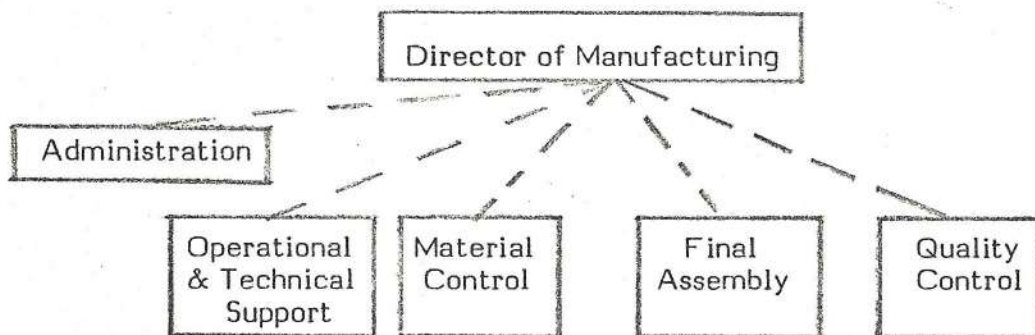 Director of Manufacturing
Administration
Operational
& Technical
Support
Material
Control
Final
Assembly
Quality
Control